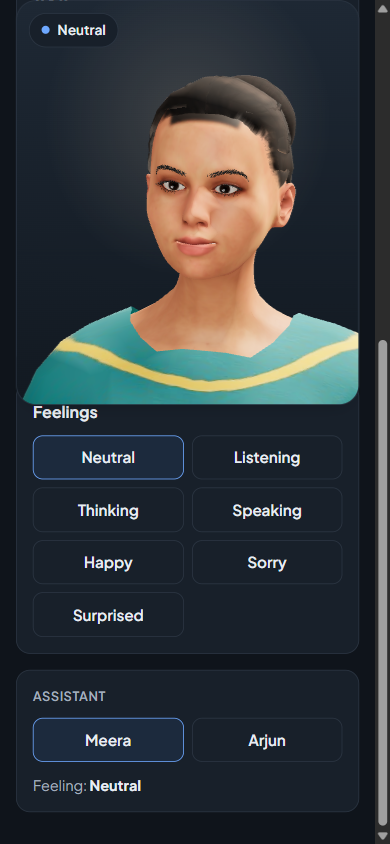 Neutral
Feelings
Neutral
Listening
Thinking
Speaking
Happy
Sorry
Surprised
ASSISTANT
Meera
Arjun
Feeling: Neutral